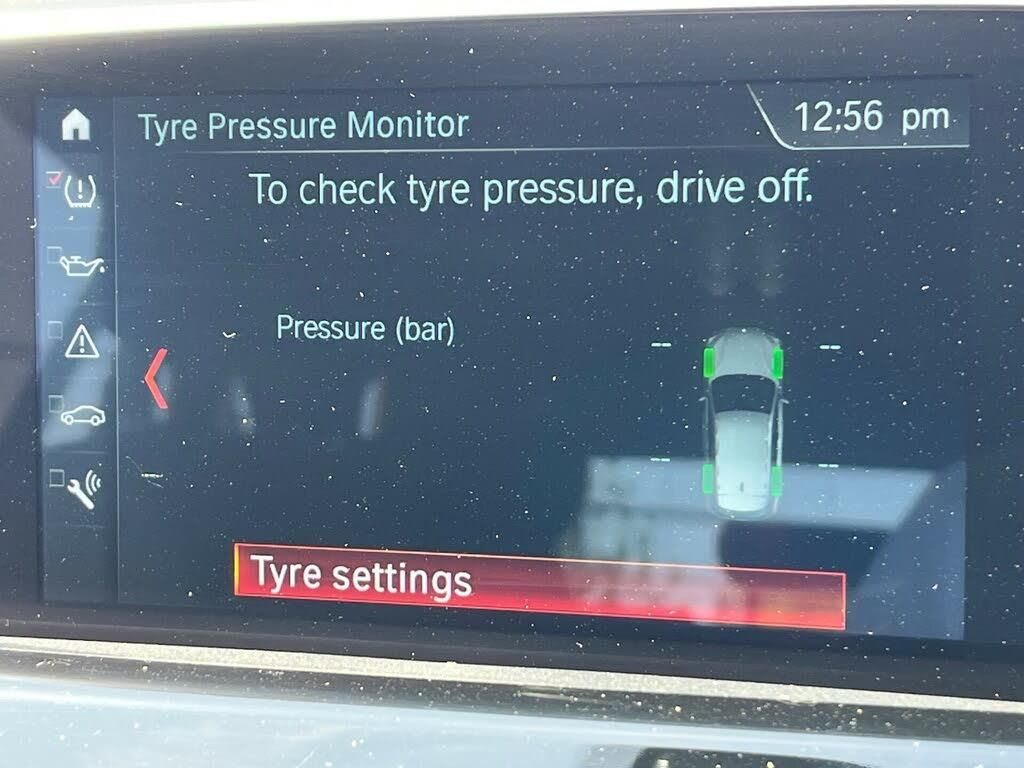 Tyre Pressure Monitor
12:56 pm
To check tyre pressure, drive off.
Pressure (bar)
-- --
-- --
Tyre settings